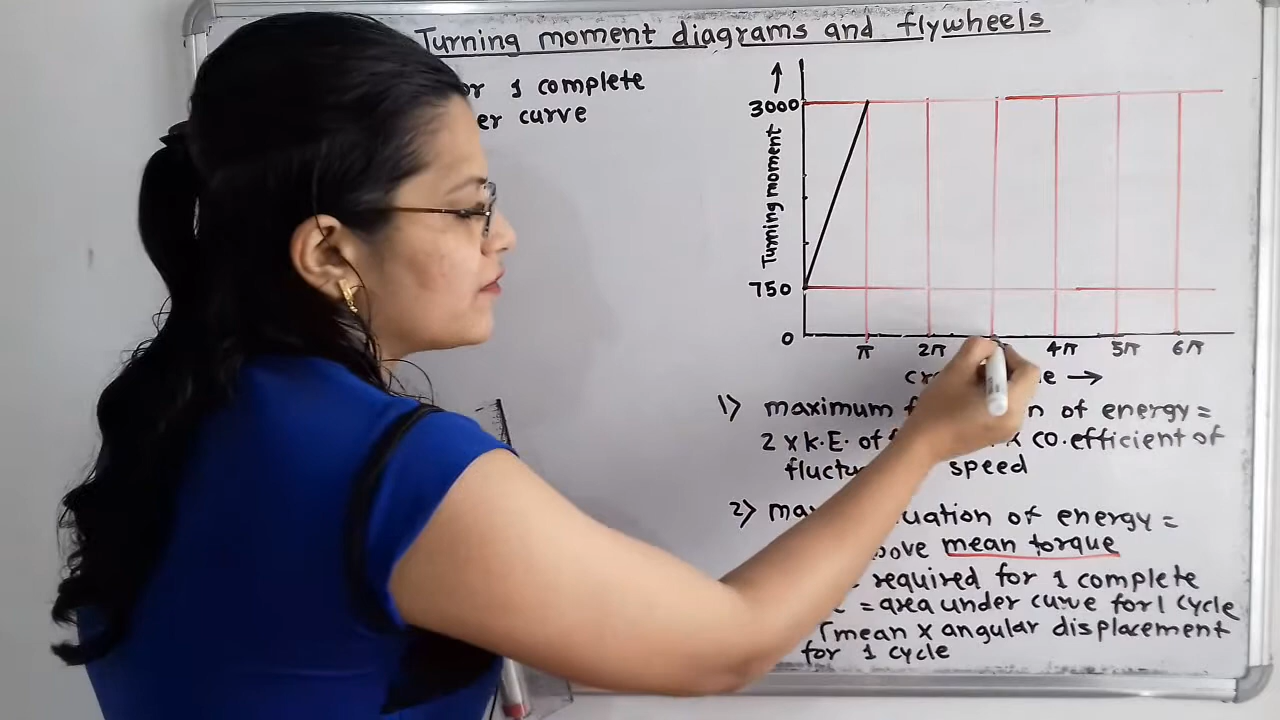 Turning moment diagrams and flywheels
or 1 complete
er curve
3000
Turning moment
750
0
π 2π 4π 5π 6π
→
1) maximum n of energy =
2 x K.E. of x co.efficient of
speed
2) uation of energy =
ove mean torque
required for 1 complete
= area under curve for 1 cycle
Tmean x angular displacement
for 1 cycle